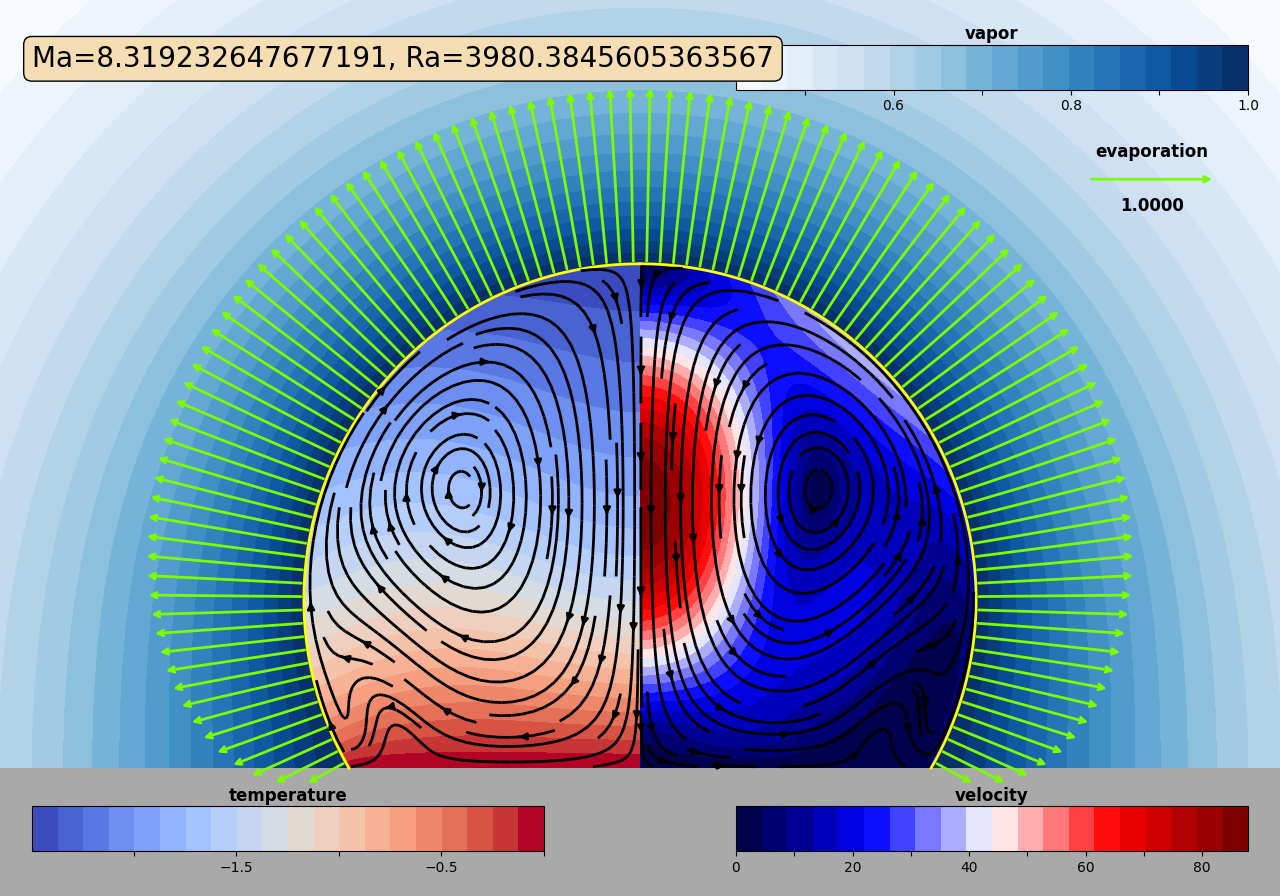 vapor
Ma=8.319232647677191, Ra=3980.3845605363567
0.6 0.8 1.0
evaporation
1.0000
temperature
−1.5 −0.5
velocity
0 20 40 60 80